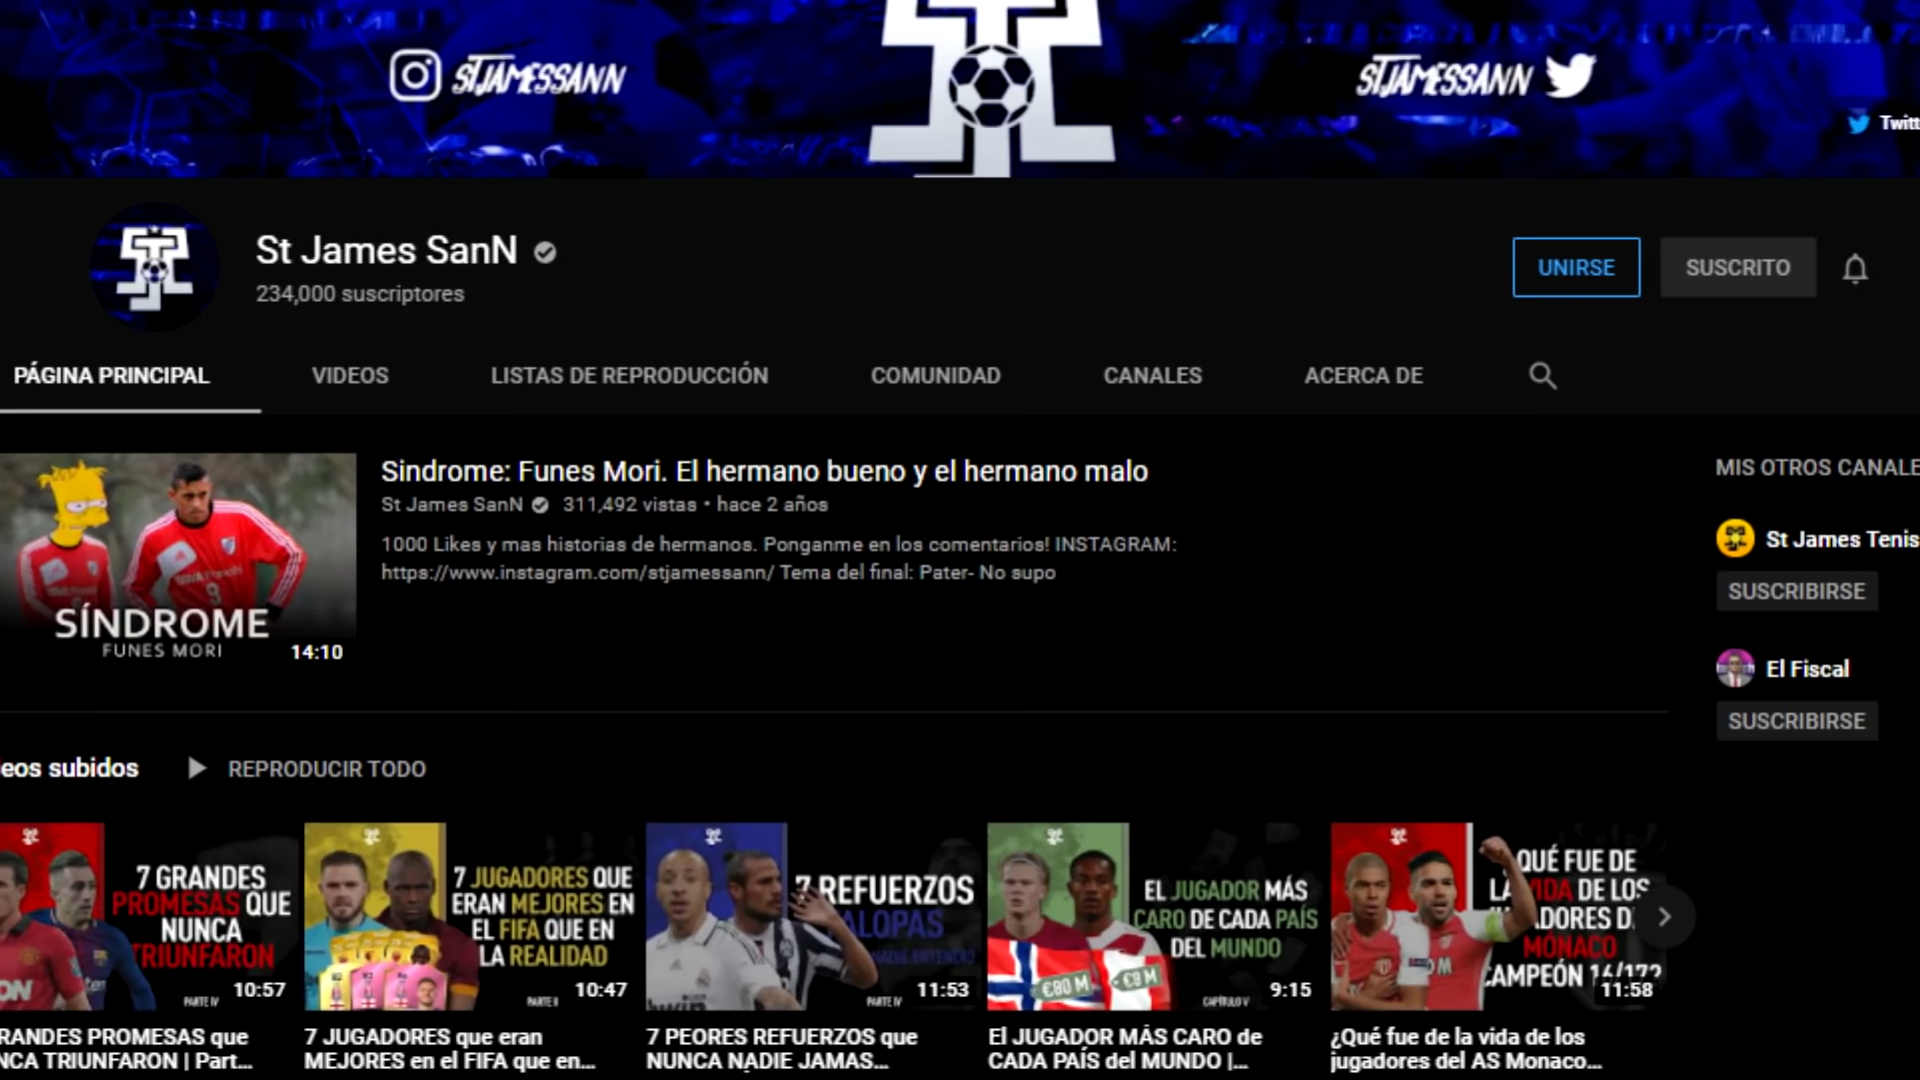 STJAMESSANN
STJAMESSANN
Twitt
St James SanN
234,000 suscriptores
UNIRSE
SUSCRITO
PÁGINA PRINCIPAL
VIDEOS
LISTAS DE REPRODUCCIÓN
COMUNIDAD
CANALES
ACERCA DE
SÍNDROME
FUNES MORI
14:10
Sindrome: Funes Mori. El hermano bueno y el hermano malo
St James SanN 311,492 vistas • hace 2 años
1000 Likes y mas historias de hermanos. Ponganme en los comentarios! INSTAGRAM:
https://www.instagram.com/stjamessann/ Tema del final: Pater- No supo
MIS OTROS CANALE
St James Tenis
SUSCRIBIRSE
El Fiscal
SUSCRIBIRSE
eos subidos
REPRODUCIR TODO
7 GRANDES
PROMESAS QUE
NUNCA
TRIUNFARON
PARTE IV
10:57
RANDES PROMESAS que
NCA TRIUNFARON | Part...
7 JUGADORES QUE
ERAN MEJORES EN
EL FIFA QUE EN
LA REALIDAD
PARTE II
10:47
7 JUGADORES que eran
MEJORES en el FIFA que en...
7 REFUERZOS
ALOPAS
NADIE ENTENDIÓ
PARTE IV
11:53
7 PEORES REFUERZOS que
NUNCA NADIE JAMAS...
EL JUGADOR MÁS
CARO DE CADA PAÍS
DEL MUNDO
€80 M
€9 M
CAPÍTULO V
9:15
El JUGADOR MÁS CARO de
CADA PAÍS del MUNDO |...
QUÉ FUE DE
LA VIDA DE LOS
JUGADORES D
MÓNACO
CAMPEÓN 16/17?
11:58
¿Qué fue de la vida de los
jugadores del AS Monaco...